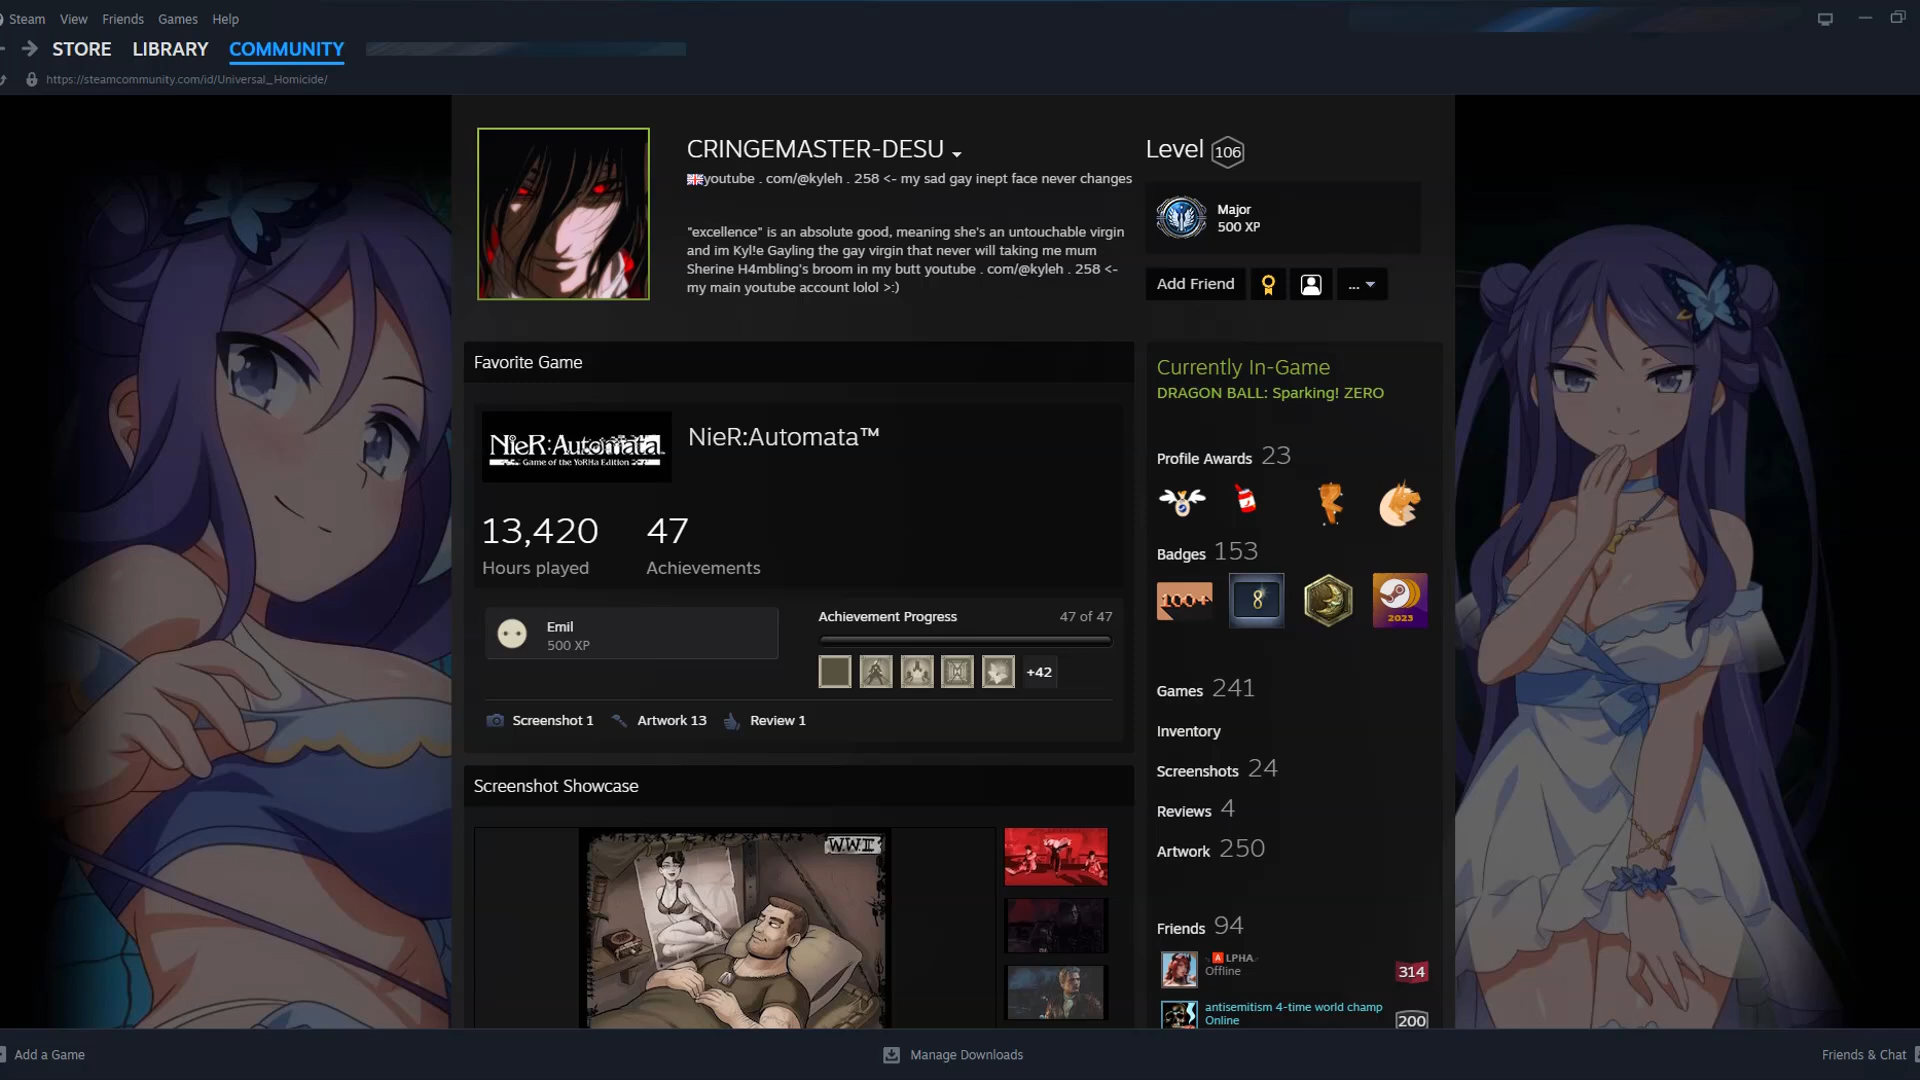 Steam View Friends Games Help
STORE LIBRARY COMMUNITY
https://steamcommunity.com/id/Universal_Homicide/
CRINGEMASTER-DESU
youtube . com/@kyleh . 258 <- my sad gay inept face never changes
"excellence" is an absolute good, meaning she's an untouchable virgin
and im Kyl!e Gayling the gay virgin that never will taking me mum
Sherine H4mbling's broom in my butt youtube . com/@kyleh . 258 <-
my main youtube account lolol >:)
Level 106
Major
500 XP
Add Friend
...
Favorite Game
NieR:Automata
Game of the YoRHa Edition
NieR:Automata™
13,420 47
Hours played Achievements
Emil
500 XP
Achievement Progress 47 of 47
+42
Screenshot 1 Artwork 13 Review 1
Screenshot Showcase
W.W.II
Currently In-Game
DRAGON BALL: Sparking! ZERO
Profile Awards 23
Badges 153
100+
8
2023
Games 241
Inventory
Screenshots 24
Reviews 4
Artwork 250
Friends 94
ALPHA
Offline
314
antisemitism 4-time world champ
Online
200
Add a Game
Manage Downloads
Friends & Chat